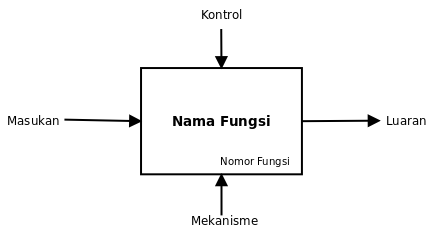 Kontrol
Masukan
Nama Fungsi
Luaran
Nomor Fungsi
Mekanisme